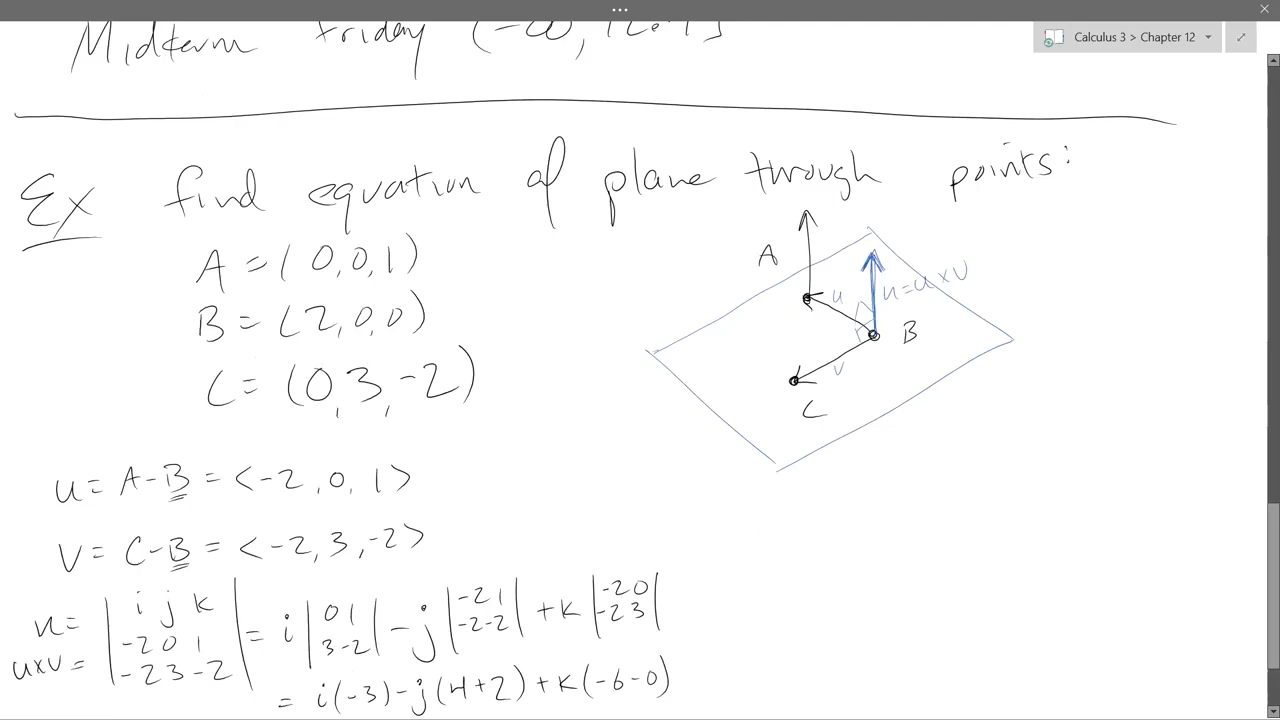 Calculus 3 > Chapter 12
Midterm Friday
Ex find equation of plane through points:
A = (0,0,1)
B = (2,0,0)
C = (0,3,-2)
A
u
n=u×v
B
v
C
u = A-B = <-2, 0, 1>
v = C-B = <-2, 3, -2>
n = | i j k | = i | 0 1 | - j | -2 1 | + k | -2 0 |
u×v = | -2 0 1 | | 3 -2 | | -2 -2 | | -2 3 |
| -2 3 -2 |
= i(-3) - j(4+2) + k(-6-0)